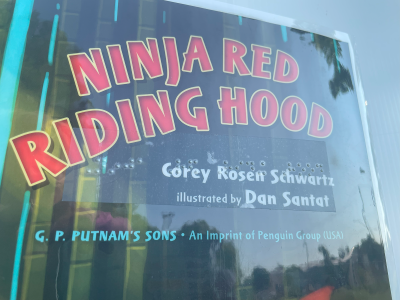 NINJA RED
RIDING HOOD
Corey Rosen Schwartz
illustrated by Dan Santat
G. P. PUTNAM'S SONS • An Imprint of Penguin Group (USA)